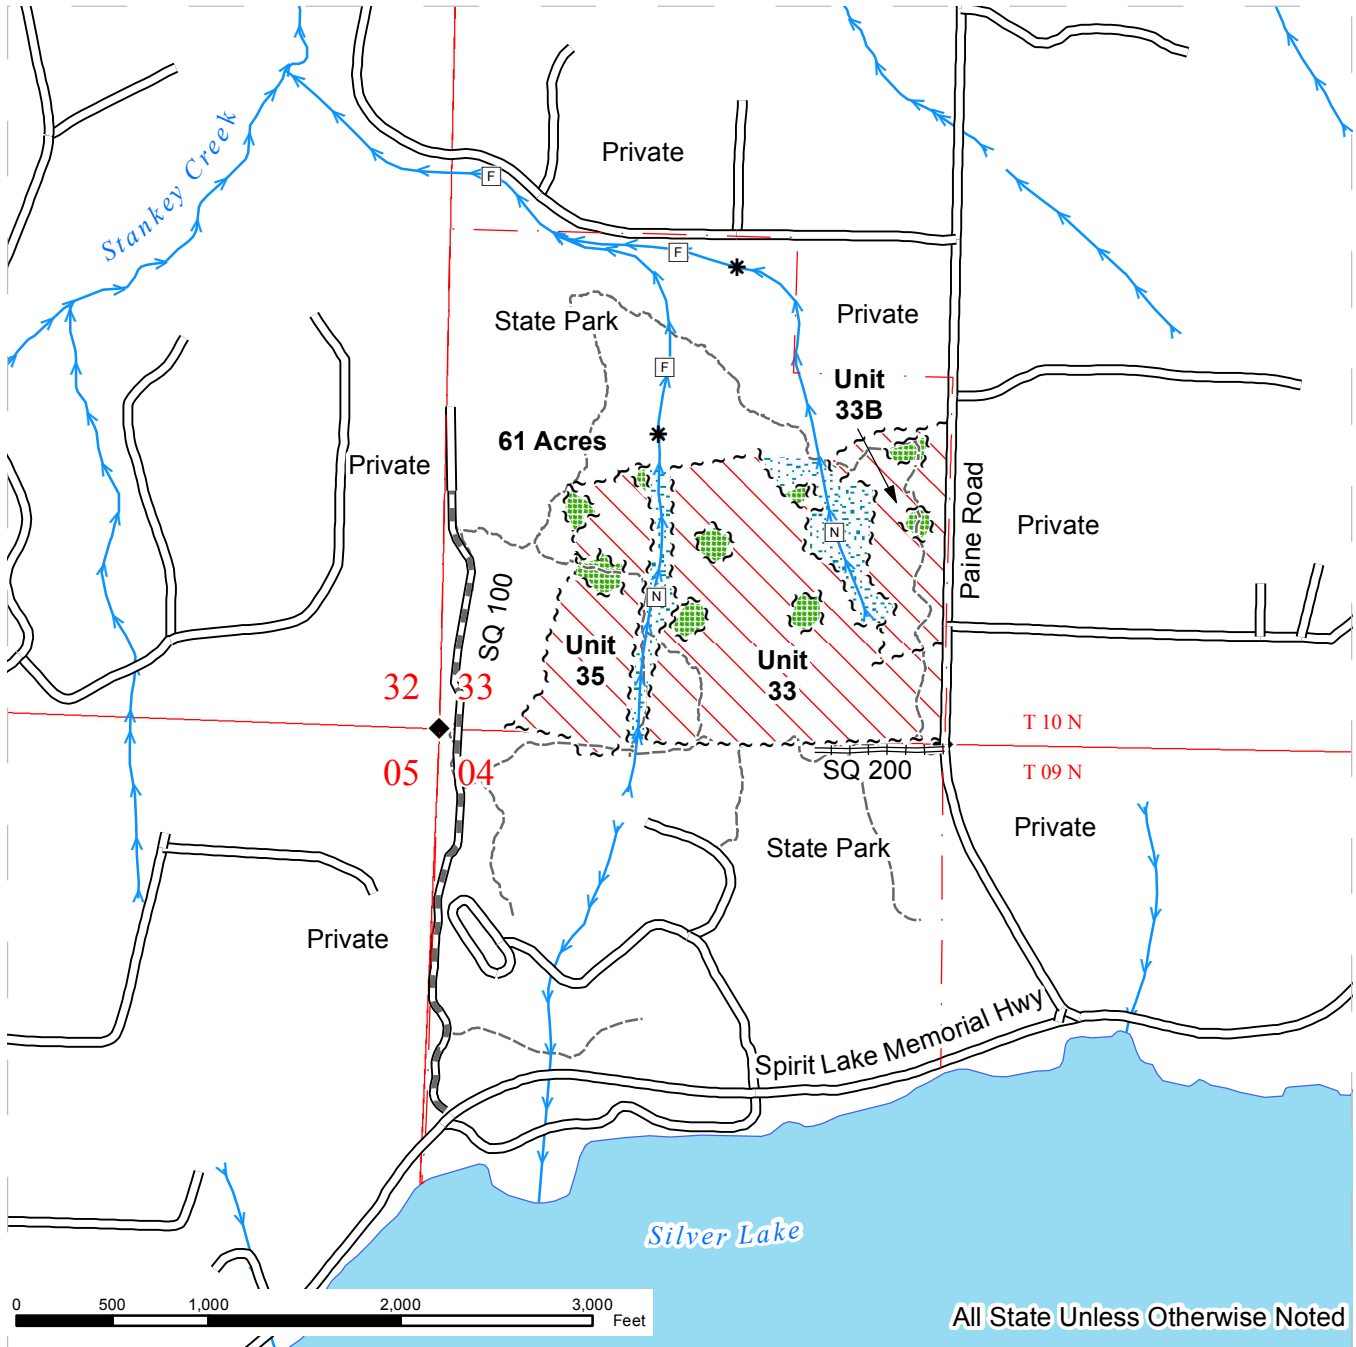 Stankey Creek
Private
F
F
State Park
Private
F
Unit
33B
61 Acres
Private
Private
N
Paine Road
SQ 100
N
Unit
35
Unit
33
32
33
T 10 N
05
04
SQ 200
T 09 N
Private
State Park
Private
Spirit Lake Memorial Hwy
Silver Lake
0 500 1,000 2,000 3,000
Feet
All State Unless Otherwise Noted